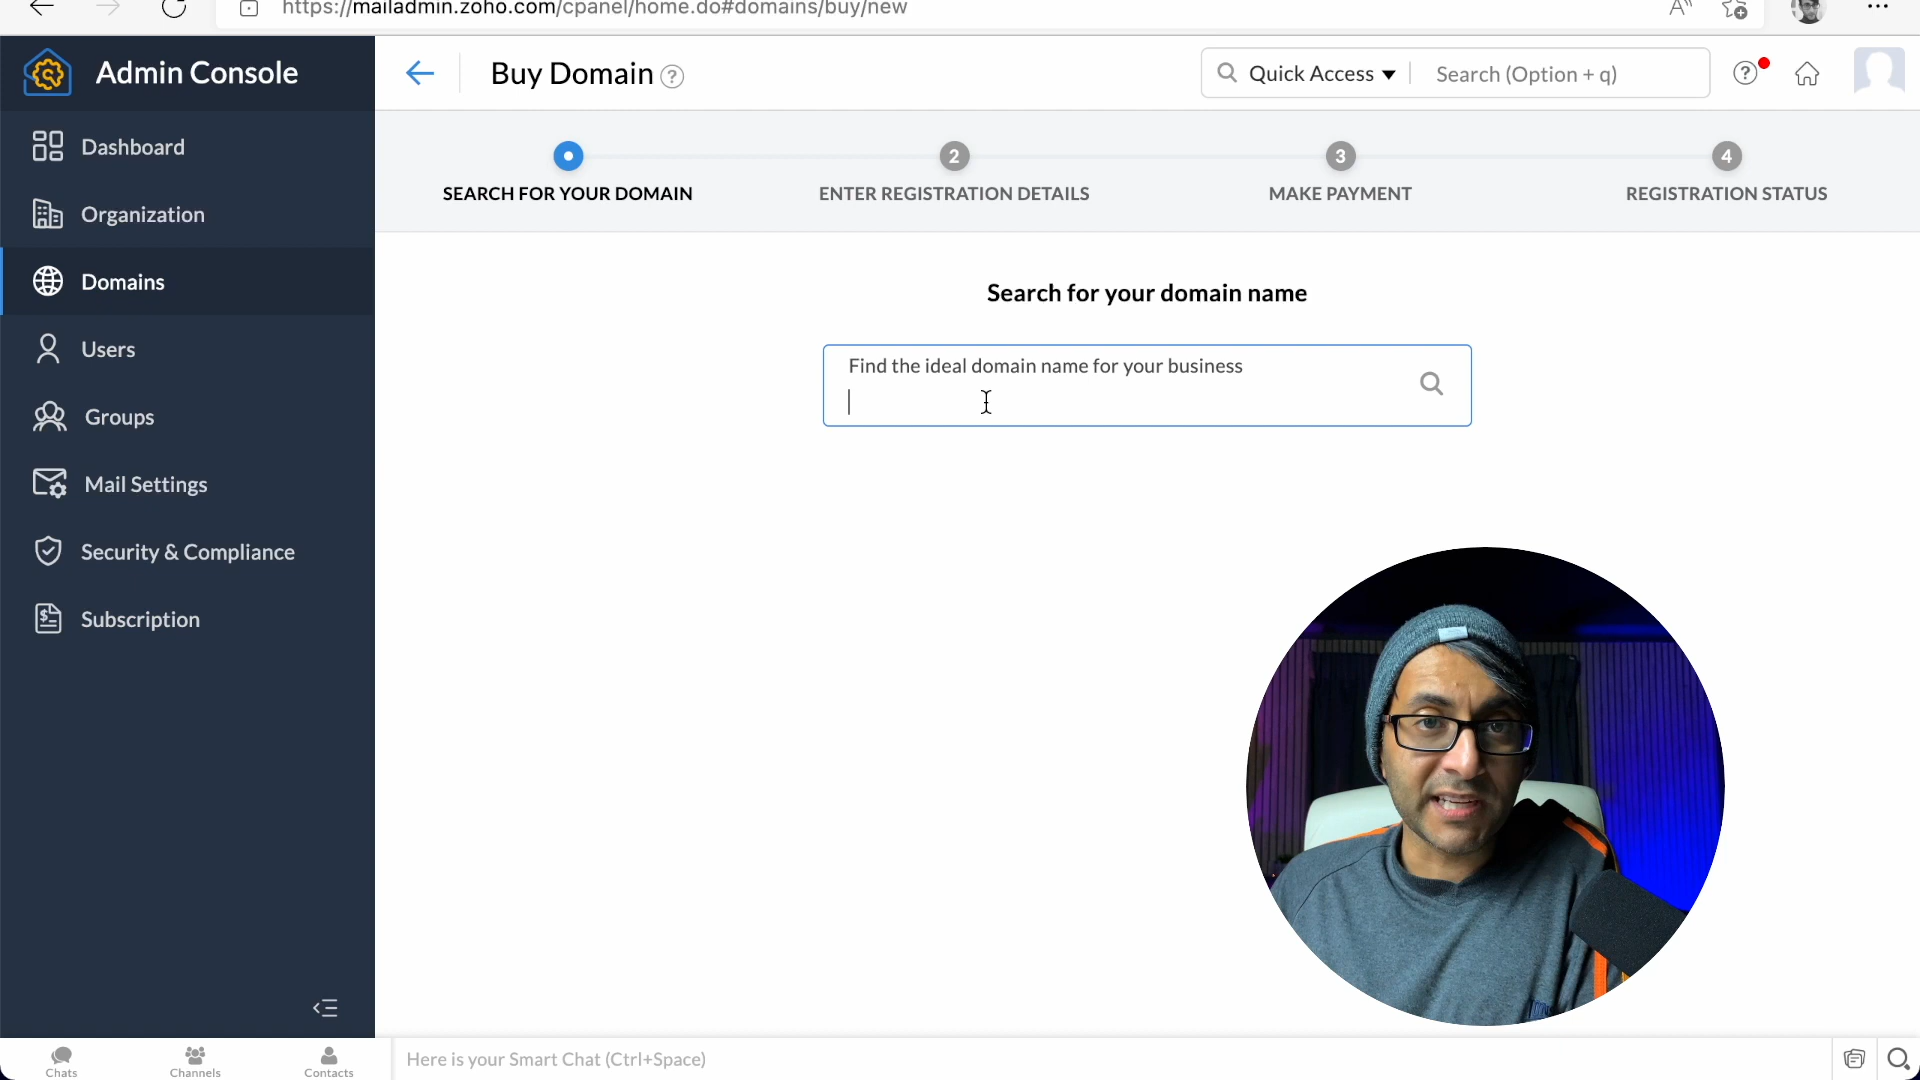 https://mailadmin.zoho.com/cpanel/home.do#domains/buy/new
Admin Console
Buy Domain ?
Quick Access ▼
Search (Option + q)
?
Dashboard
Organization
Domains
Users
Groups
Mail Settings
Security & Compliance
Subscription
2
3
4
SEARCH FOR YOUR DOMAIN
ENTER REGISTRATION DETAILS
MAKE PAYMENT
REGISTRATION STATUS
Search for your domain name
Find the ideal domain name for your business
Chats
Channels
Contacts
Here is your Smart Chat (Ctrl+Space)